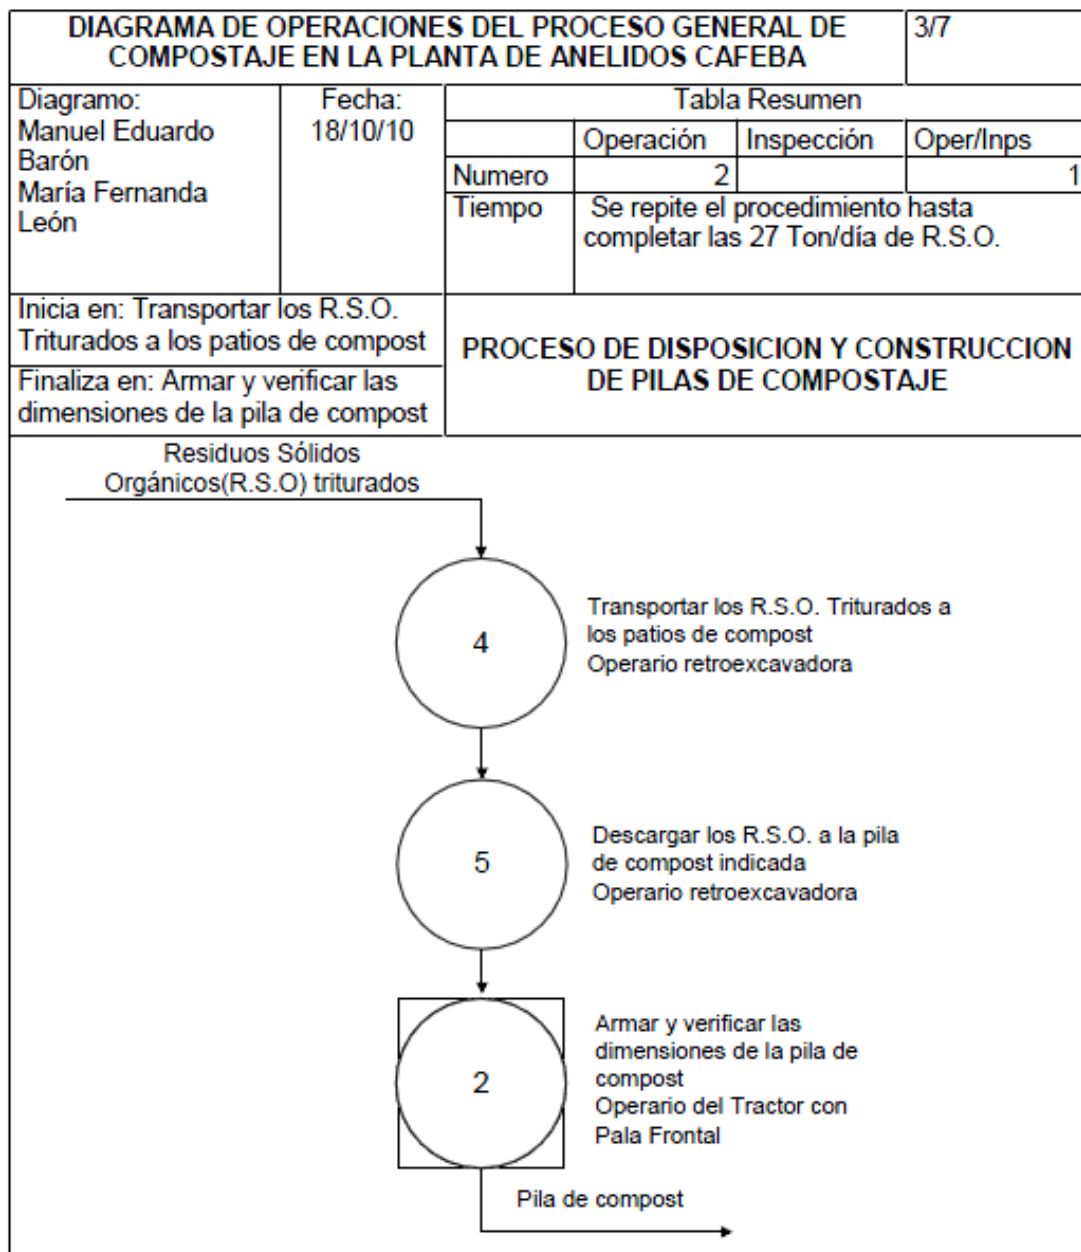 DIAGRAMA DE OPERACIONES DEL PROCESO GENERAL DE
COMPOSTAJE EN LA PLANTA DE ANELIDOS CAFEBA
3/7
Diagramo:
Manuel Eduardo
Barón
María Fernanda
León
Fecha:
18/10/10
Tabla Resumen
Operación Inspección Oper/Inps
Numero 2 1
Tiempo Se repite el procedimiento hasta
completar las 27 Ton/día de R.S.O.
Inicia en: Transportar los R.S.O.
Triturados a los patios de compost
Finaliza en: Armar y verificar las
dimensiones de la pila de compost
PROCESO DE DISPOSICION Y CONSTRUCCION
DE PILAS DE COMPOSTAJE
Residuos Sólidos
Orgánicos(R.S.O) triturados
4
Transportar los R.S.O. Triturados a
los patios de compost
Operario retroexcavadora
5
Descargar los R.S.O. a la pila
de compost indicada
Operario retroexcavadora
2
Armar y verificar las
dimensiones de la pila de
compost
Operario del Tractor con
Pala Frontal
Pila de compost